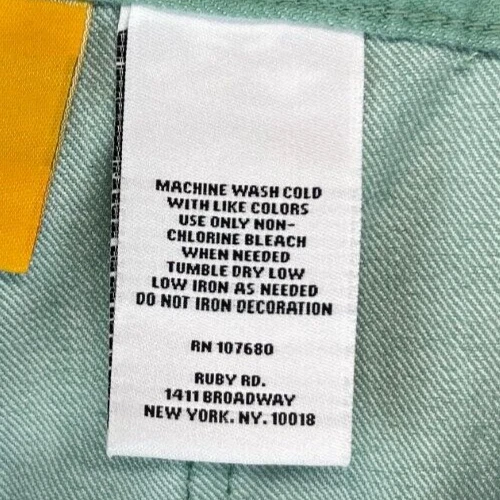 MACHINE WASH COLD
WITH LIKE COLORS
USE ONLY NON-
CHLORINE BLEACH
WHEN NEEDED
TUMBLE DRY LOW
LOW IRON AS NEEDED
DO NOT IRON DECORATION
RN 107680
RUBY RD.
1411 BROADWAY
NEW YORK. NY. 10018